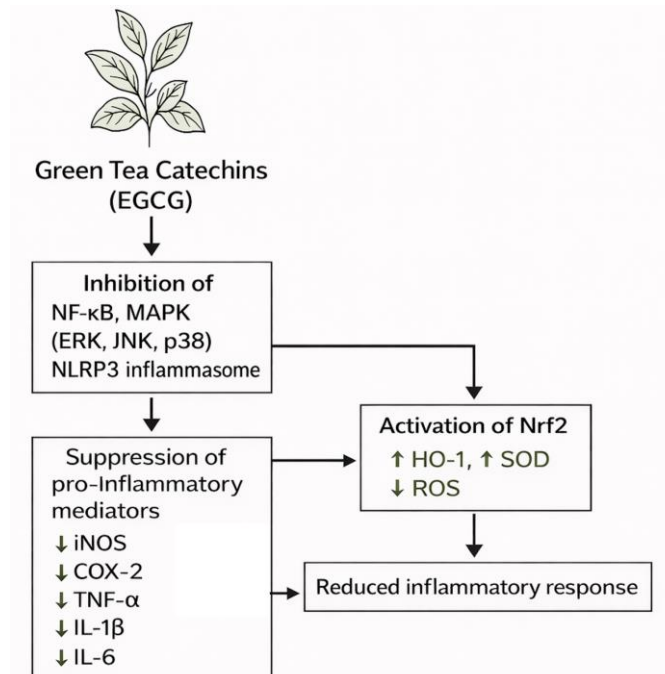 Green Tea Catechins
(EGCG)
Inhibition of
NF-κB, MAPK
(ERK, JNK, p38)
NLRP3 inflammasome
Activation of Nrf2
↑ HO-1, ↑ SOD
↓ ROS
Suppression of
pro-Inflammatory
mediators
↓ iNOS
↓ COX-2
↓ TNF-α
↓ IL-1β
↓ IL-6
Reduced inflammatory response